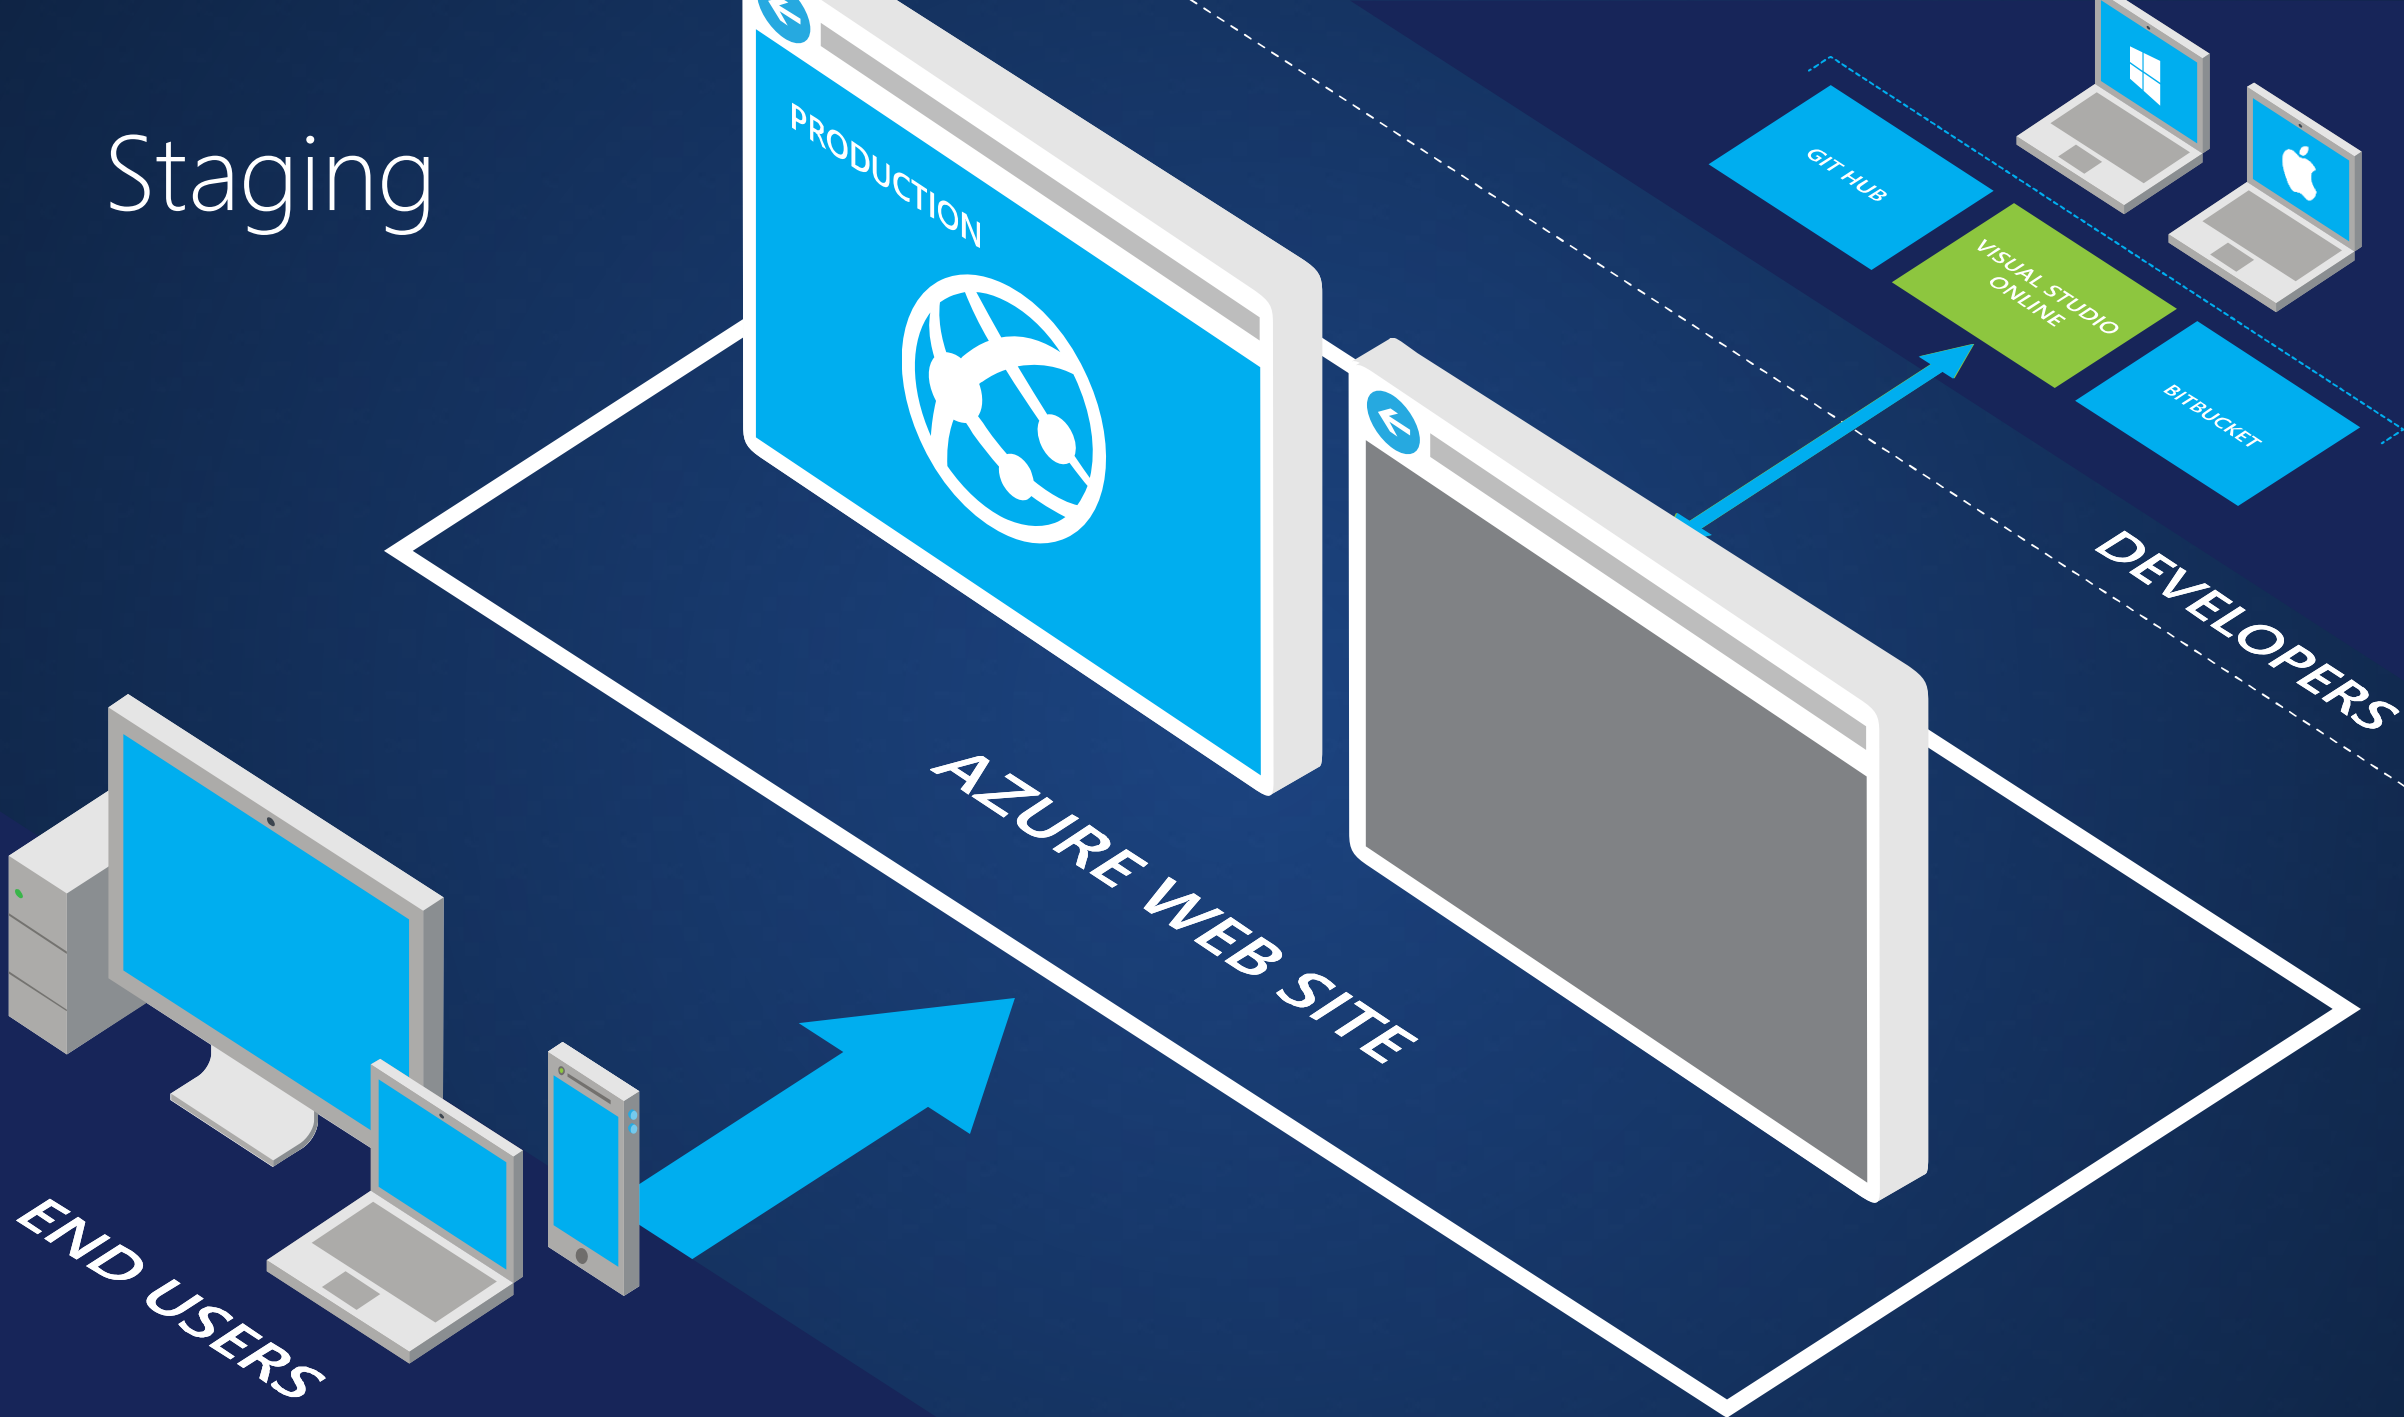 Staging
PRODUCTION
GIT HUB
VISUAL STUDIO
ONLINE
BITBUCKET
DEVELOPERS
AZURE WEB SITE
END USERS